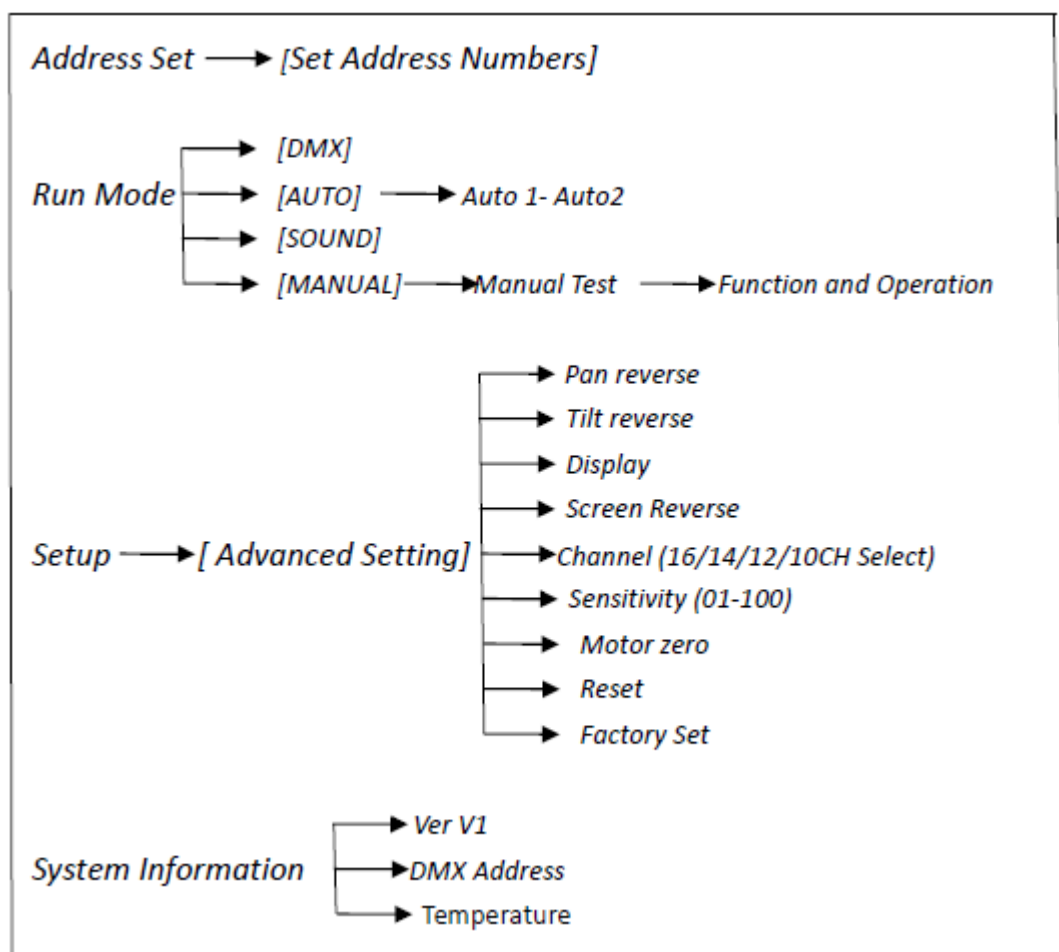 Address Set [Set Address Numbers]
[DMX]
Run Mode [AUTO] Auto 1- Auto2
[SOUND]
[MANUAL] Manual Test Function and Operation
Pan reverse
Tilt reverse
Display
Screen Reverse
Setup [ Advanced Setting] Channel (16/14/12/10CH Select)
Sensitivity (01-100)
Motor zero
Reset
Factory Set
Ver V1
System Information DMX Address
Temperature